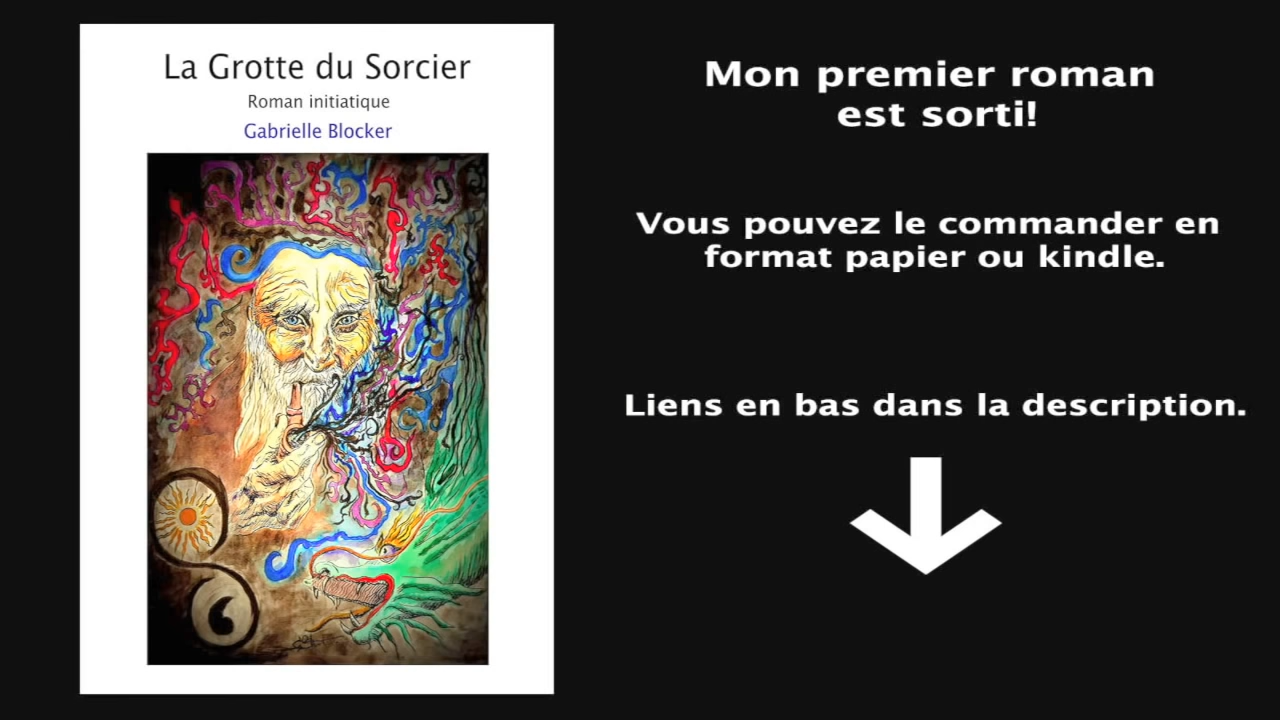 La Grotte du Sorcier
Roman initiatique
Gabrielle Blocker
Mon premier roman
est sorti!
Vous pouvez le commander en
format papier ou kindle.
Liens en bas dans la description.